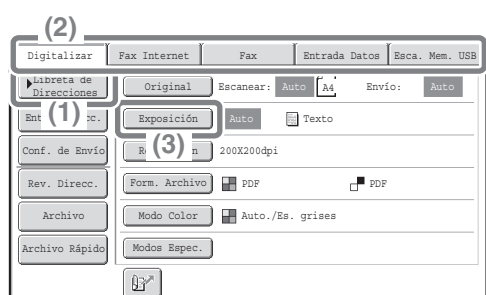 (2)
Digitalizar Fax Internet Fax Entrada Datos Esca. Mem. USB
Libreta de Direcciones Original Escanear: Auto A4 Envío: Auto
(1) Exposición Auto Texto
(3)
Conf. de Envío 200X200dpi
Rev. Direcc. Form. Archivo PDF PDF
Archivo Modo Color Auto./Es. grises
Archivo Rápido Modos Espec.